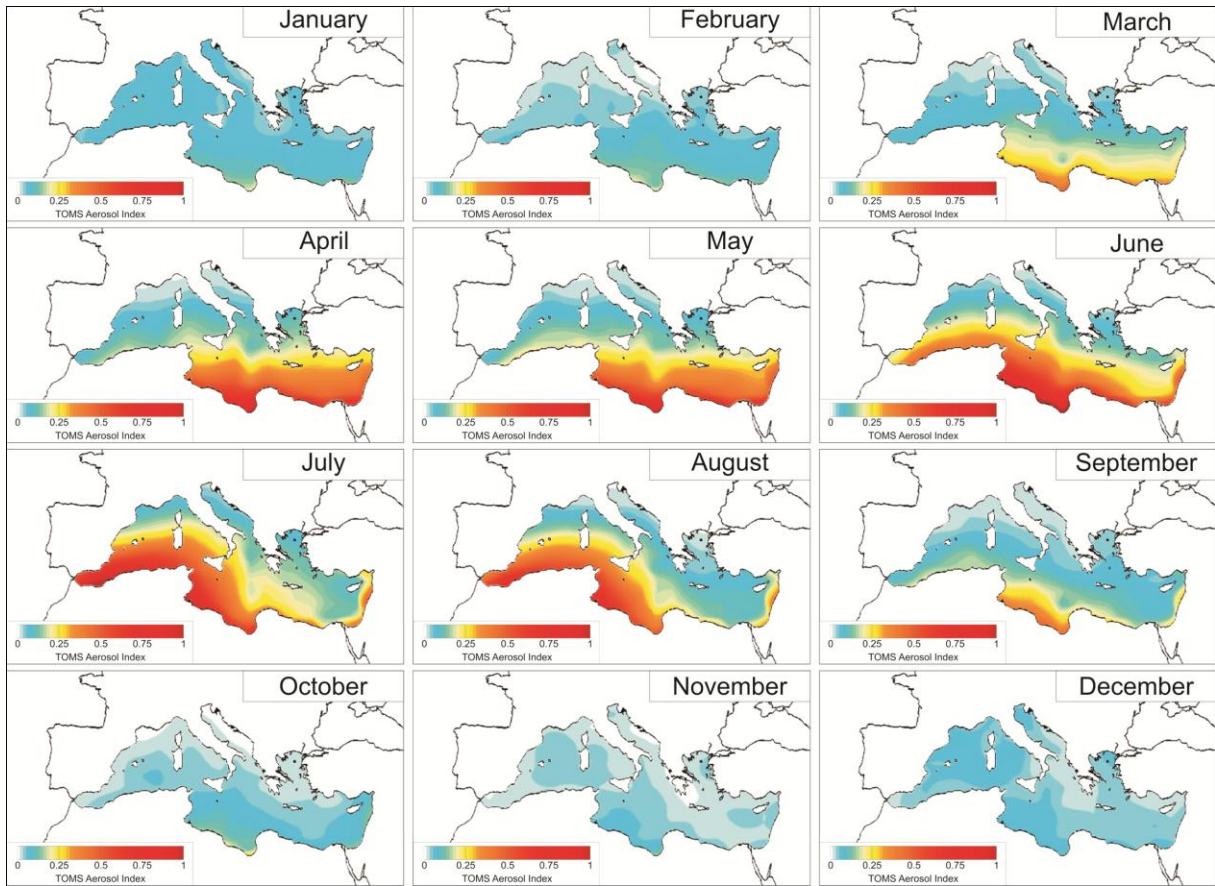 January
0 0.25 0.5 0.75 1
TOMS Aerosol Index
February
0 0.25 0.5 0.75 1
TOMS Aerosol Index
March
0 0.25 0.5 0.75 1
TOMS Aerosol Index
April
0 0.25 0.5 0.75 1
TOMS Aerosol Index
May
0 0.25 0.5 0.75 1
TOMS Aerosol Index
June
0 0.25 0.5 0.75 1
TOMS Aerosol Index
July
0 0.25 0.5 0.75 1
TOMS Aerosol Index
August
0 0.25 0.5 0.75 1
TOMS Aerosol Index
September
0 0.25 0.5 0.75 1
TOMS Aerosol Index
October
0 0.25 0.5 0.75 1
TOMS Aerosol Index
November
0 0.25 0.5 0.75 1
TOMS Aerosol Index
December
0 0.25 0.5 0.75 1
TOMS Aerosol Index